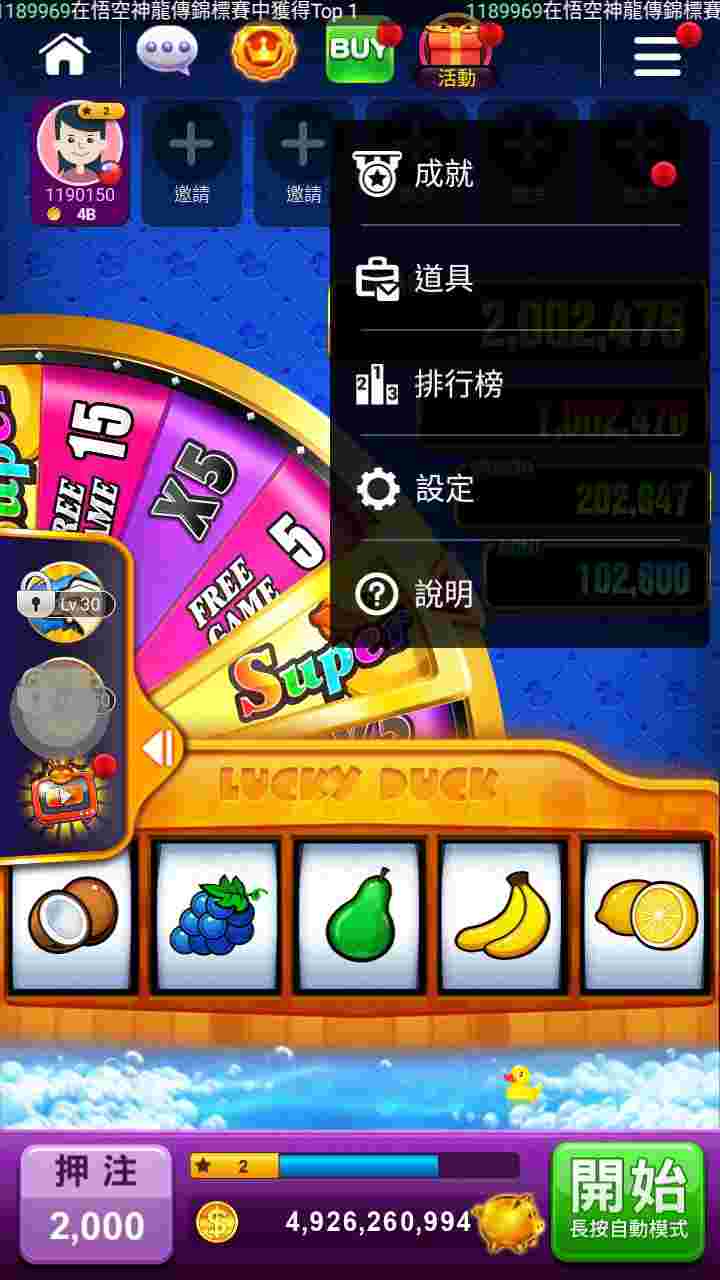 1189969在悟空神龍傳錦標賽中獲得Top 1
1189969在悟空神龍傳錦標賽
BUY
活動
2
1190150
4B
邀請
邀請
成就
道具
2,002,475
1
2 3
排行榜
設定
202,647
說明
102,600
FREE GAME 15
X5
FREE GAME 5
Super
Lv 30
LUCKY DUCK
押注
2,000
2
4,926,260,994
開始
長按自動模式